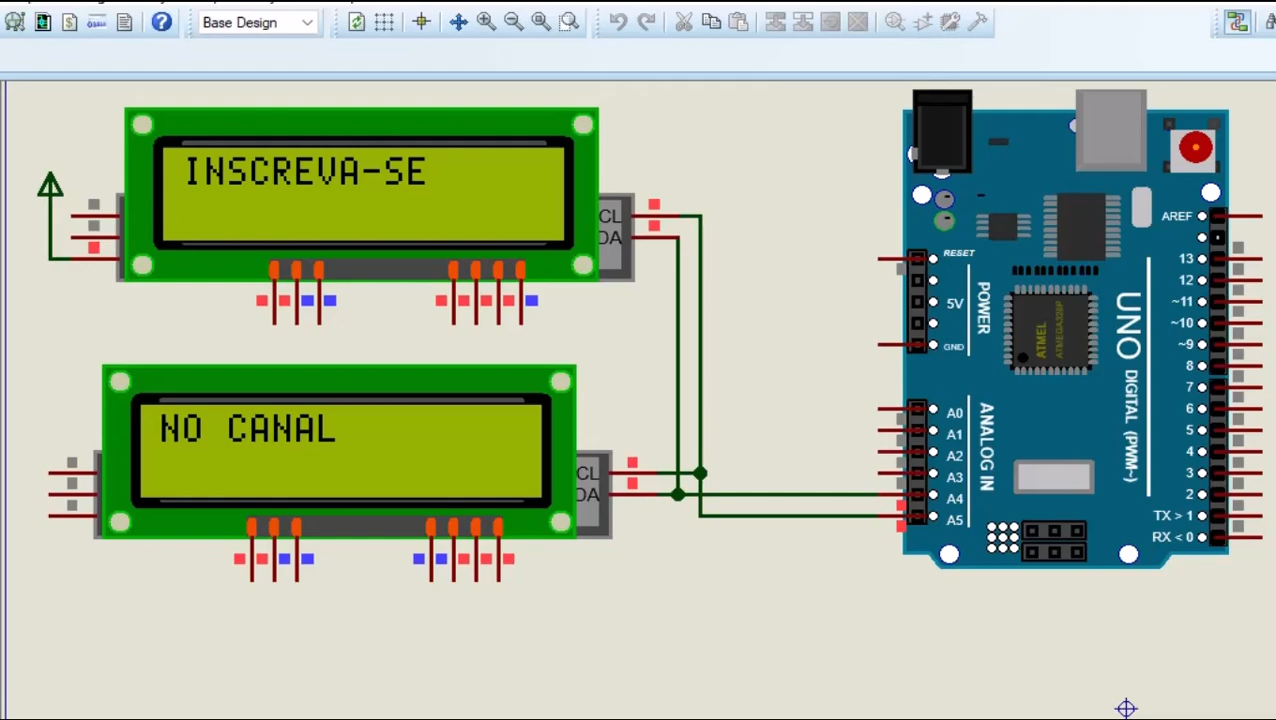 Base Design
INSCREVA-SE
CL
DA
NO CANAL
CL
DA
RESET
5V
POWER
GND
A0
A1
A2
A3
A4
A5
ANALOG IN
ATMEL
ATMEGA328P
UNO
DIGITAL (PWM~)
AREF
13
12
~11
~10
~9
8
7
6
5
4
3
2
TX > 1
RX < 0